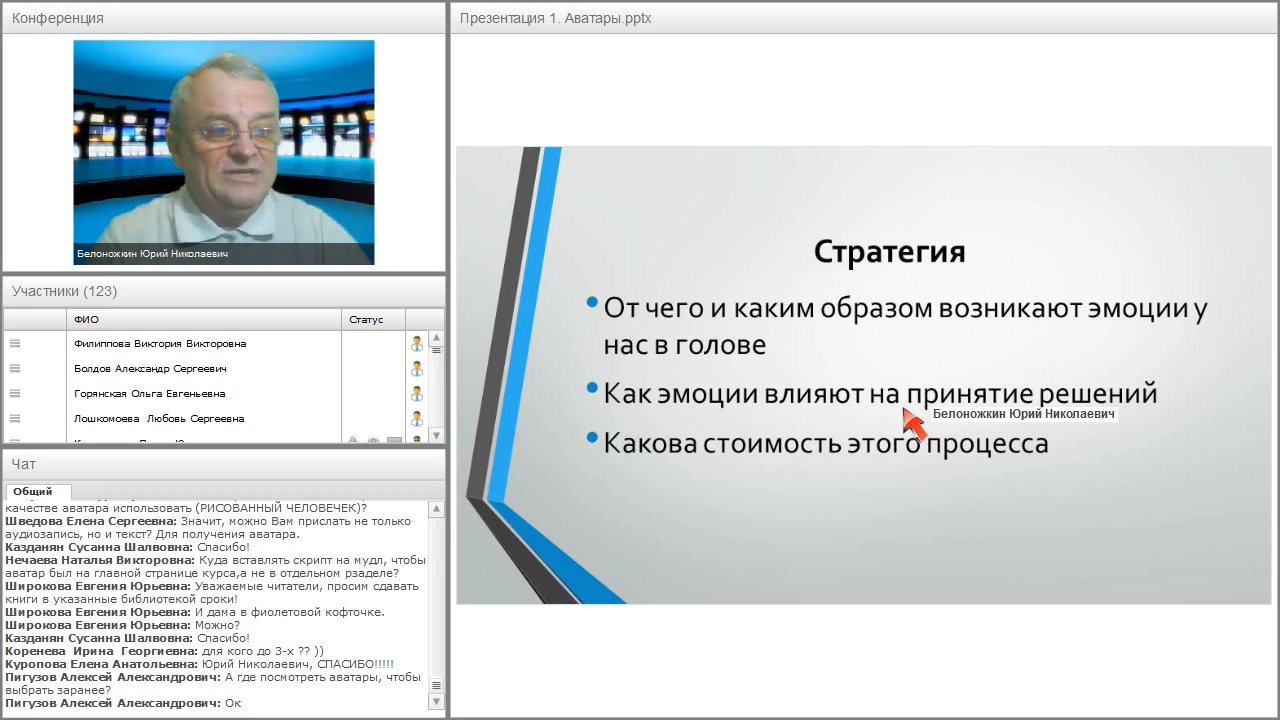 Конференция
Белоножкин Юрий Николаевич
Участники (123)
ФИО Статус
Филиппова Виктория Викторовна
Болдов Александр Сергеевич
Горянская Ольга Евгеньевна
Лошкомоева Любовь Сергеевна
Чат
Общий
качестве аватара использовать (РИСОВАННЫЙ ЧЕЛОВЕЧЕК)?
Шведова Елена Сергеевна: Значит, можно Вам прислать не только
аудиозапись, но и текст? Для получения аватара.
Казданян Сусанна Шалвовна: Спасибо!
Нечаева Наталья Викторовна: Куда вставлять скрипт на мудл, чтобы
аватар был на главной странице курса,а не в отдельном рзаделе?
Широкова Евгения Юрьевна: Уважаемые читатели, просим сдавать
книги в указанные библиотекой сроки!
Широкова Евгения Юрьевна: И дама в фиолетовой кофточке.
Широкова Евгения Юрьевна: Можно?
Казданян Сусанна Шалвовна: Спасибо!
Коренева Ирина Георгиевна: для кого до 3-х ?? ))
Куропова Елена Анатольевна: Юрий Николаевич, СПАСИБО!!!!!
Пигузов Алексей Александрович: А где посмотреть аватары, чтобы
выбрать заранее?
Пигузов Алексей Александрович: Ок
Презентация 1. Аватары.pptx
Стратегия
От чего и каким образом возникают эмоции у
нас в голове
Как эмоции влияют на принятие решений
Белоножкин Юрий Николаевич
Какова стоимость этого процесса